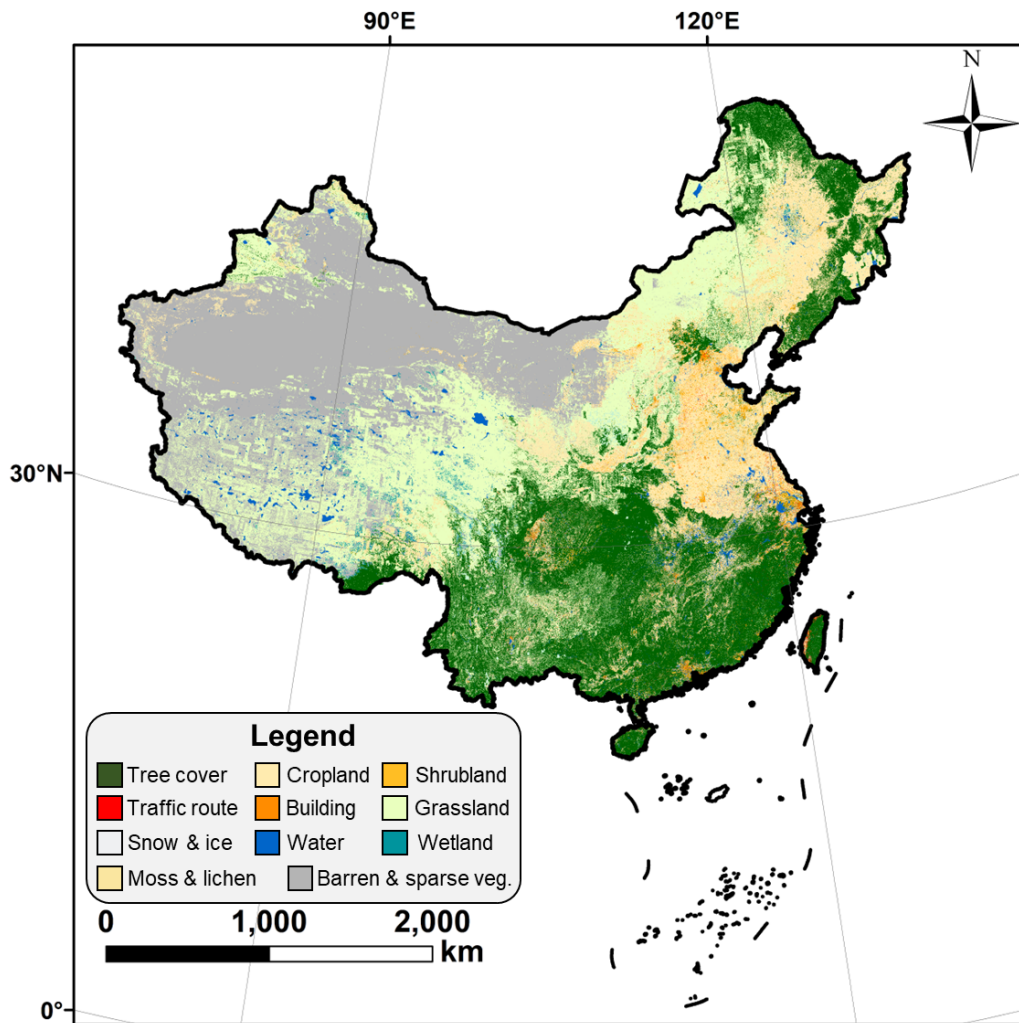 90°E 120°E
N
30°N
Legend
Tree cover Cropland Shrubland
Traffic route Building Grassland
Snow & ice Water Wetland
Moss & lichen Barren & sparse veg.
0 1,000 2,000
km
0°